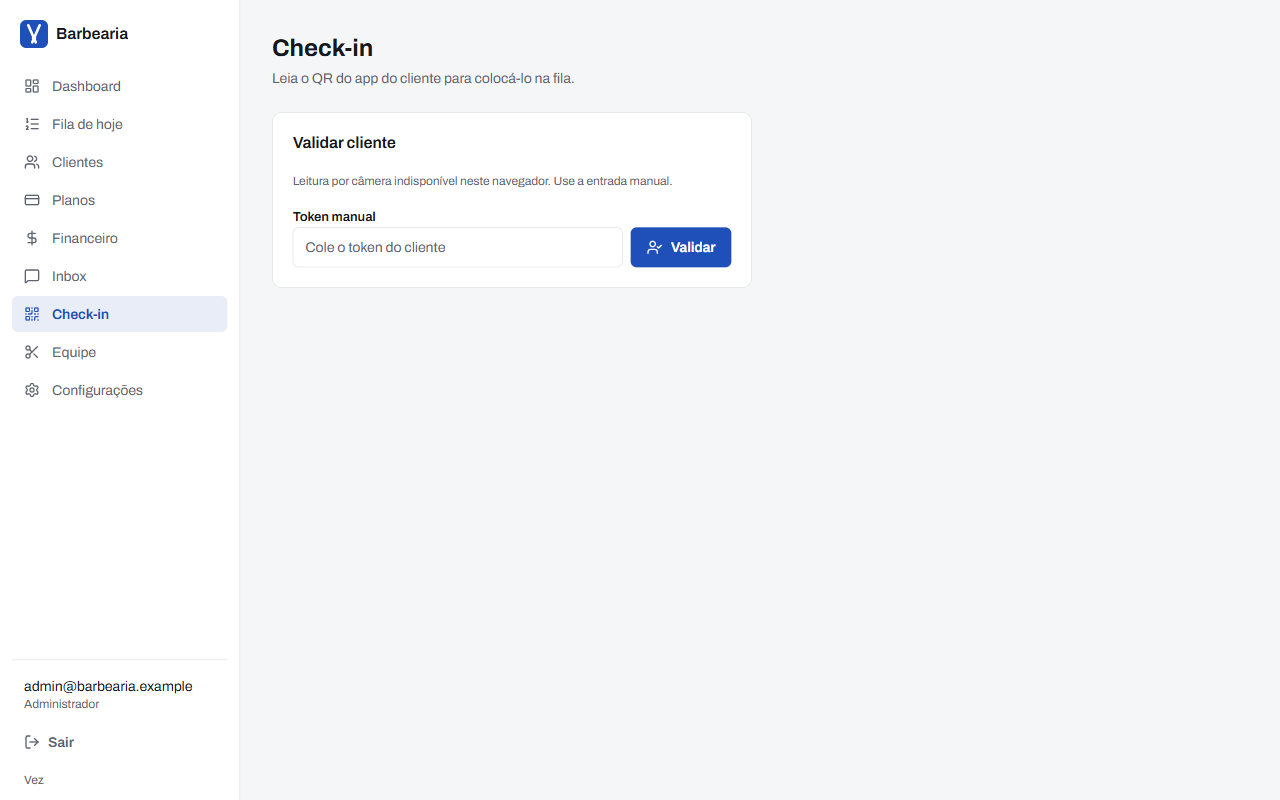 Barbearia
Dashboard
Fila de hoje
Clientes
Planos
Financeiro
Inbox
Check-in
Equipe
Configurações
admin@barbearia.example
Administrador
Sair
Vez
Check-in
Leia o QR do app do cliente para colocá-lo na fila.
Validar cliente
Leitura por câmera indisponível neste navegador. Use a entrada manual.
Token manual
Cole o token do cliente
Validar